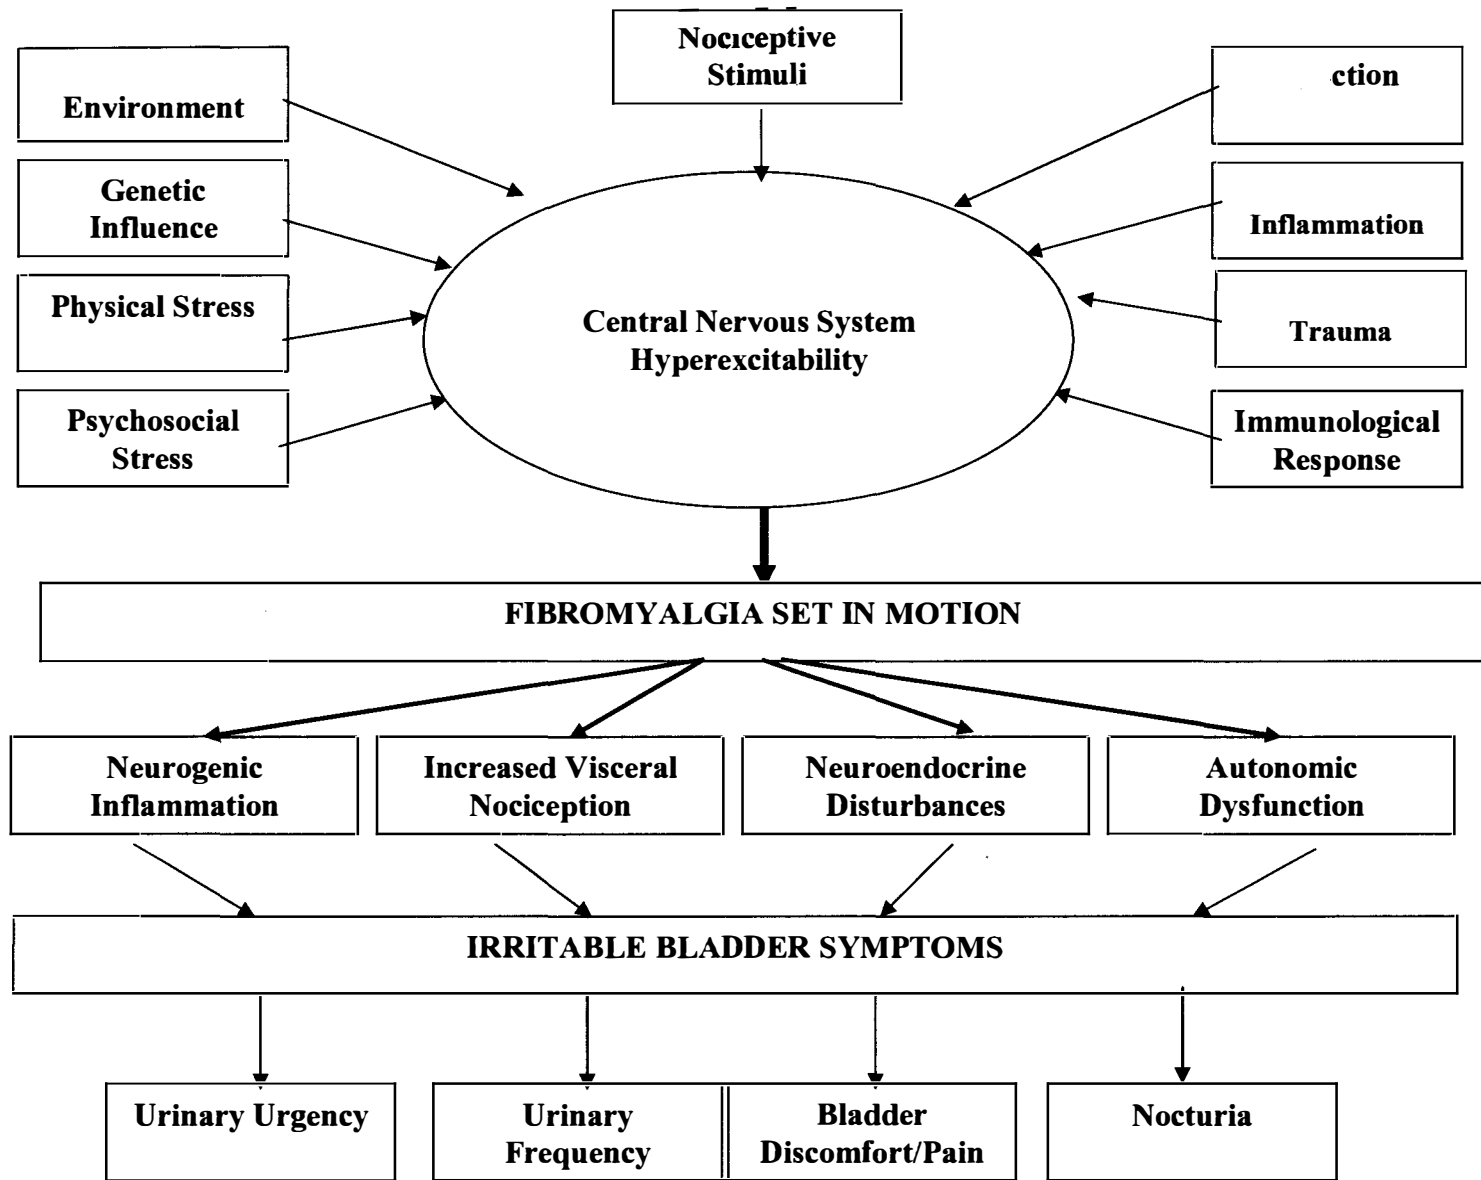 Nociceptive
Stimuli
Environment
Genetic
Influence
Physical Stress
Psychosocial
Stress
ction
Inflammation
Trauma
Immunological
Response
Central Nervous System
Hyperexcitability
FIBROMYALGIA SET IN MOTION
Neurogenic
Inflammation
Increased Visceral
Nociception
Neuroendocrine
Disturbances
Autonomic
Dysfunction
IRRITABLE BLADDER SYMPTOMS
Urinary Urgency
Urinary
Frequency
Bladder
Discomfort/Pain
Nocturia